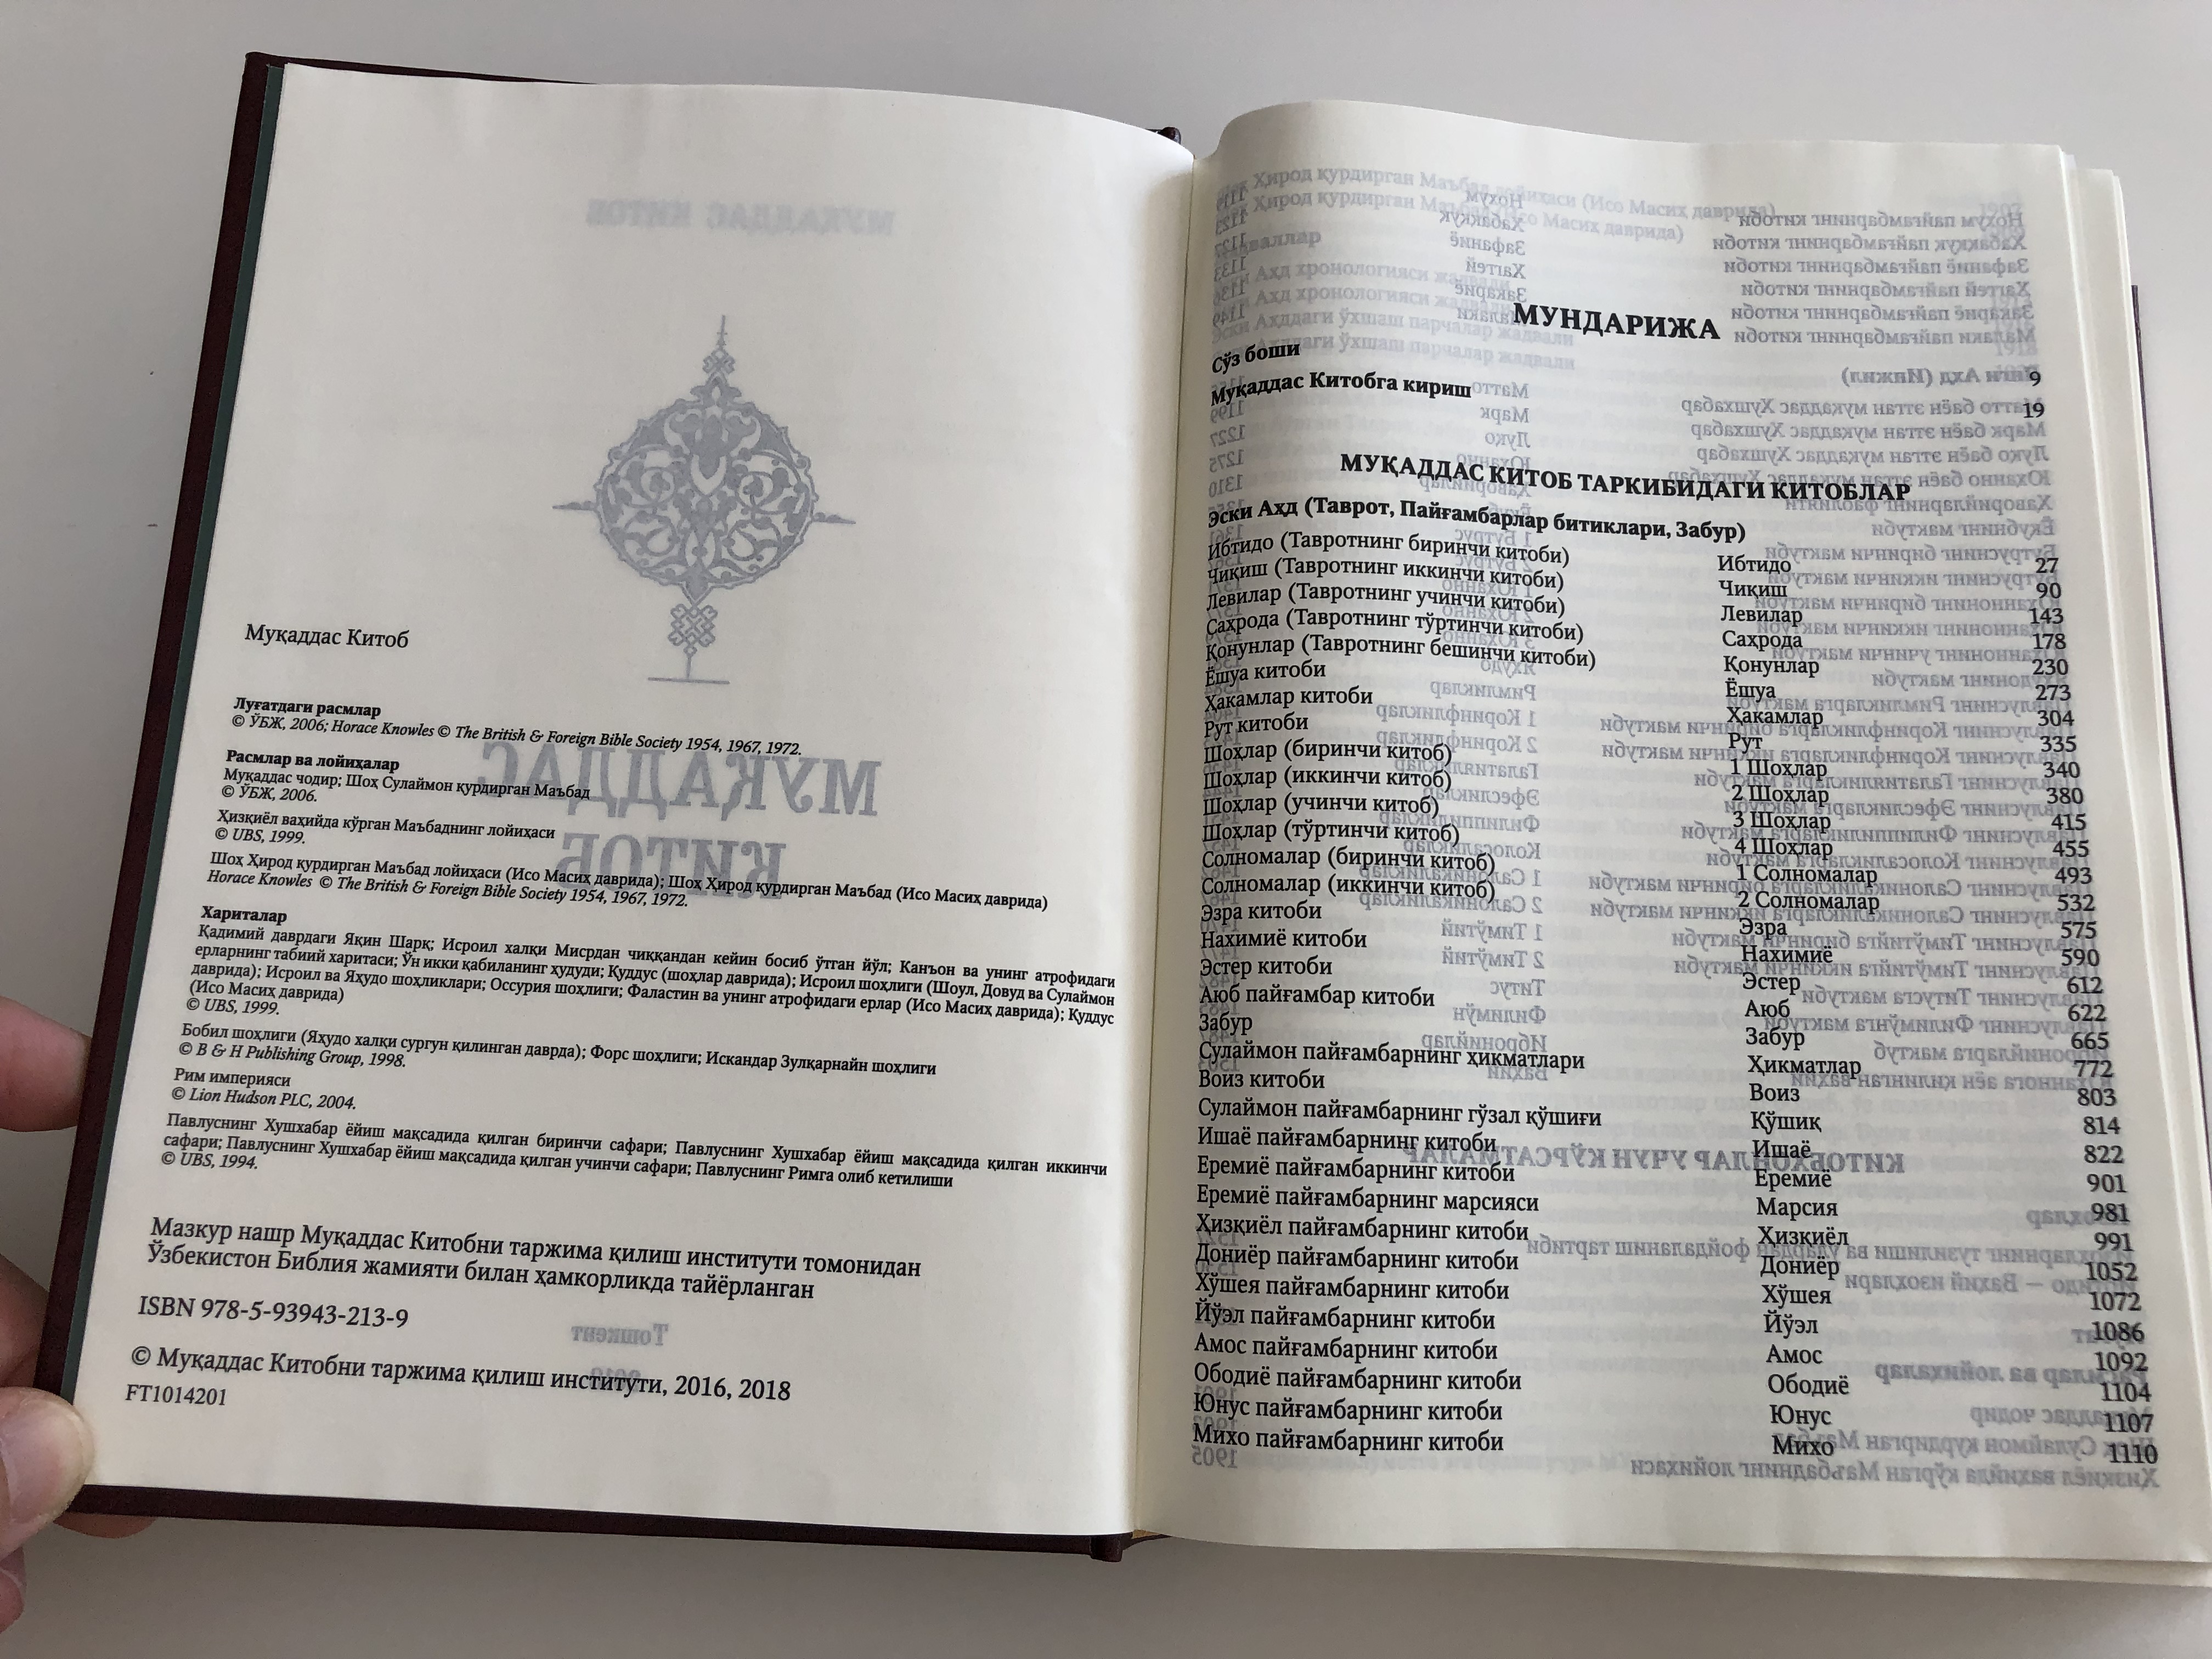 Муқаддас Китоб
Луғатдаги расмлар
© ЎБЖ, 2006; Horace Knowles © The British & Foreign Bible Society 1954, 1967, 1972.
Расмлар ва лойиҳалар
Муқаддас чодир; Шоҳ Сулаймон қурдирган Маъбад
© ЎБЖ, 2006.
Ҳизқиёл ваҳийда кўрган Маъбаднинг лойиҳаси
© UBS, 1999.
Шоҳ Ҳирод қурдирган Маъбад лойиҳаси (Исо Масиҳ даврида); Шоҳ Ҳирод қурдирган Маъбад (Исо Масиҳ даврида)
Horace Knowles © The British & Foreign Bible Society 1954, 1967, 1972.
Хариталар
Қадимий даврдаги Яқин Шарқ; Исроил халқи Мисрдан чиққандан кейин босиб ўтган йўл; Канъон ва унинг атрофидаги
ерларнинг табиий харитаси; Ўн икки қабиланинг ҳудуди; Қуддус (шоҳлар даврида); Исроил шоҳлиги (Шоул, Довуд ва Сулаймон
даврида); Исроил ва Яҳудо шоҳликлари; Оссурия шоҳлиги; Фаластин ва унинг атрофидаги ерлар (Исо Масиҳ даврида); Қуддус
(Исо Масиҳ даврида)
© UBS, 1999.
Бобил шоҳлиги (Яҳудо халқи сургун қилинган даврда); Форс шоҳлиги; Искандар Зулқарнайн шоҳлиги
© B & H Publishing Group, 1998.
Рим империяси
© Lion Hudson PLC, 2004.
Павлуснинг Хушхабар ёйиш мақсадида қилган биринчи сафари; Павлуснинг Хушхабар ёйиш мақсадида қилган иккинчи
сафари; Павлуснинг Хушхабар ёйиш мақсадида қилган учинчи сафари; Павлуснинг Римга олиб кетилиши
© UBS, 1994.
Мазкур нашр Муқаддас Китобни таржима қилиш институти томонидан
Ўзбекистон Библия жамияти билан ҳамкорликда тайёрланган
ISBN 978-5-93943-213-9
© Муқаддас Китобни таржима қилиш институти, 2016, 2018
FT1014201
МУНДАРИЖА
Сўз боши 9
Муқаддас Китобга кириш 19
МУҚАДДАС КИТОБ ТАРКИБИДАГИ КИТОБЛАР
Эски Аҳд (Таврот, Пайғамбарлар битиклари, Забур)
Ибтидо (Тавротнинг биринчи китоби) Ибтидо 27
Чиқиш (Тавротнинг иккинчи китоби) Чиқиш 90
Левилар (Тавротнинг учинчи китоби) Левилар 143
Саҳрода (Тавротнинг тўртинчи китоби) Саҳрода 178
Қонунлар (Тавротнинг бешинчи китоби) Қонунлар 230
Ёшуа китоби Ёшуа 273
Ҳакамлар китоби Ҳакамлар 304
Рут китоби Рут 335
Шоҳлар (биринчи китоб) 1 Шоҳлар 340
Шоҳлар (иккинчи китоб) 2 Шоҳлар 380
Шоҳлар (учинчи китоб) 3 Шоҳлар 415
Шоҳлар (тўртинчи китоб) 4 Шоҳлар 455
Солномалар (биринчи китоб) 1 Солномалар 493
Солномалар (иккинчи китоб) 2 Солномалар 532
Эзра китоби Эзра 575
Нахимиё китоби Нахимиё 590
Эстер китоби Эстер 612
Аюб пайғамбар китоби Аюб 622
Забур Забур 665
Сулаймон пайғамбарнинг ҳикматлари Ҳикматлар 772
Воиз китоби Воиз 803
Сулаймон пайғамбарнинг гўзал қўшиғи Қўшиқ 814
Ишаё пайғамбарнинг китоби Ишаё 822
Еремиё пайғамбарнинг китоби Еремиё 901
Еремиё пайғамбарнинг марсияси Марсия 981
Ҳизқиёл пайғамбарнинг китоби Ҳизқиёл 991
Дониёр пайғамбарнинг китоби Дониёр 1052
Хўшея пайғамбарнинг китоби Хўшея 1072
Йўэл пайғамбарнинг китоби Йўэл 1086
Амос пайғамбарнинг китоби Амос 1092
Ободиё пайғамбарнинг китоби Ободиё 1104
Юнус пайғамбарнинг китоби Юнус 1107
Михо пайғамбарнинг китоби Михо 1110